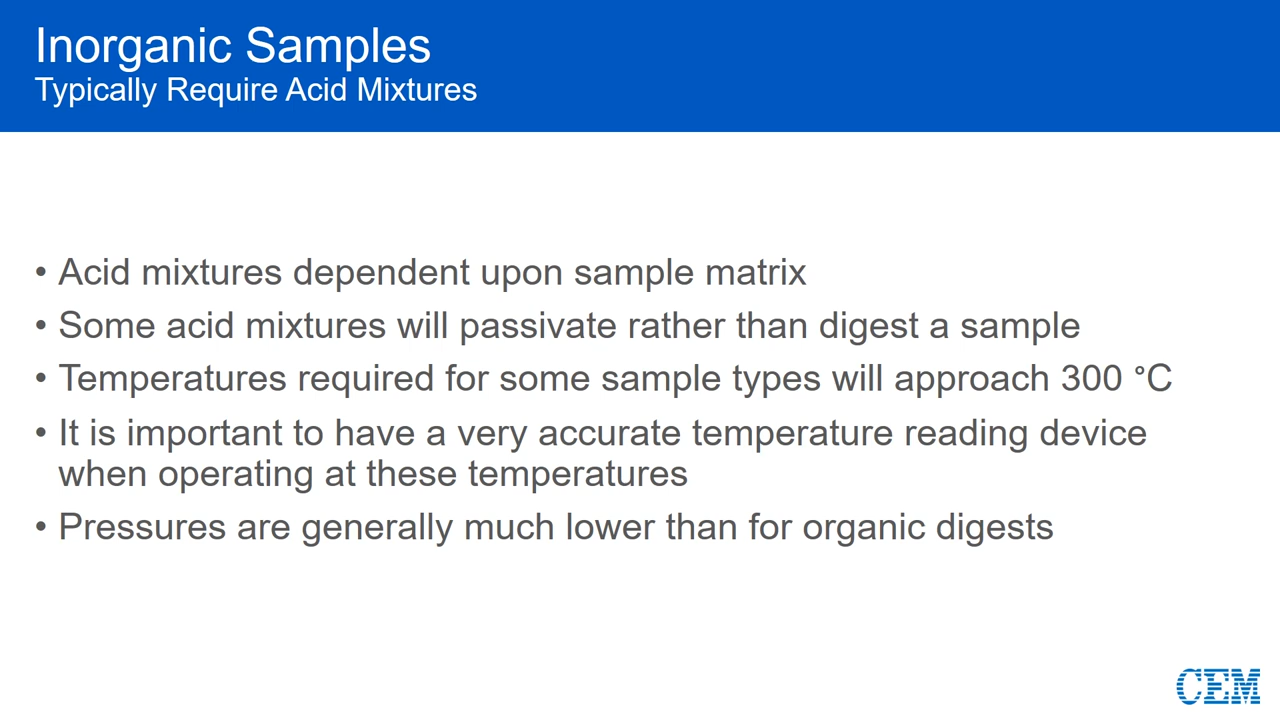 Inorganic Samples
Typically Require Acid Mixtures
• Acid mixtures dependent upon sample matrix
• Some acid mixtures will passivate rather than digest a sample
• Temperatures required for some sample types will approach 300 °C
• It is important to have a very accurate temperature reading device
when operating at these temperatures
• Pressures are generally much lower than for organic digests
CEM